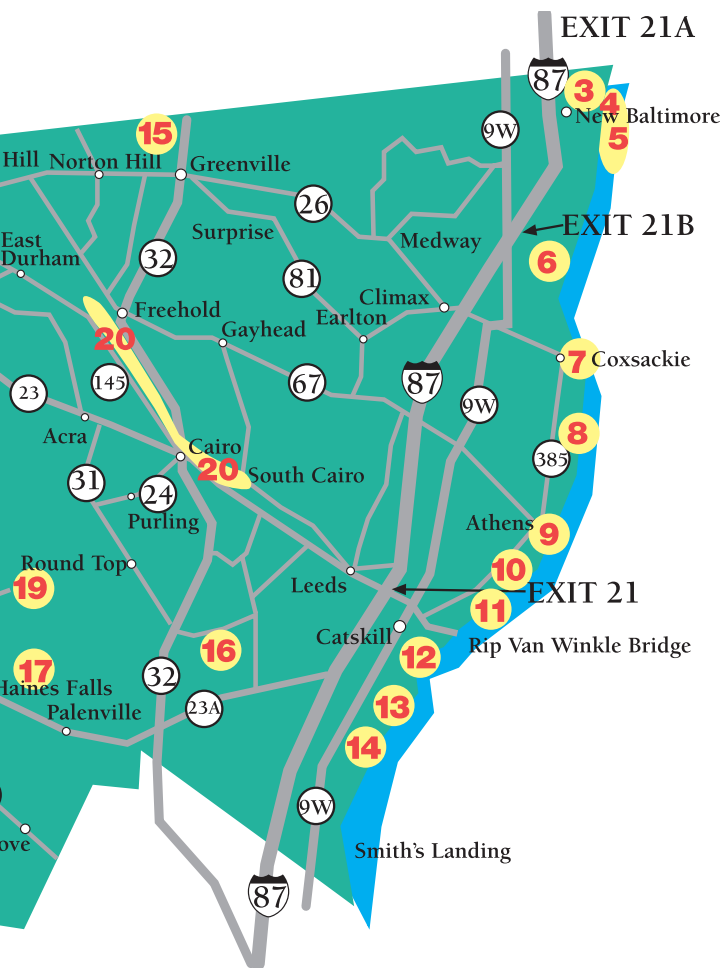 EXIT 21A
87
3
4
New Baltimore
9W
15
5
Hill
Norton Hill
Greenville
26
Surprise
EXIT 21B
East
Durham
Medway
32
6
81
Climax
Freehold
Earlton
Gayhead
20
7
Coxsackie
145
67
87
23
9W
Acra
8
Cairo
385
20
South Cairo
31
24
Purling
Athens
9
Round Top
10
19
Leeds
EXIT 21
11
Catskill
Rip Van Winkle Bridge
16
12
17
32
Haines Falls
23A
13
Palenville
14
9W
ove
Smith's Landing
87